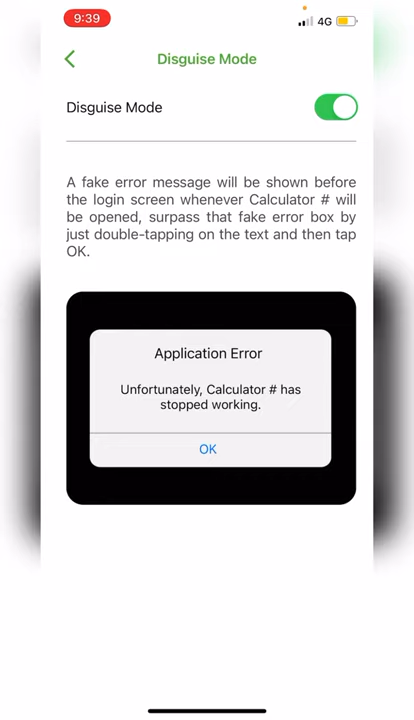 9:39
4G
Disguise Mode
Disguise Mode
A fake error message will be shown before
the login screen whenever Calculator # will
be opened, surpass that fake error box by
just double-tapping on the text and then tap
OK.
Application Error
Unfortunately, Calculator # has
stopped working.
OK